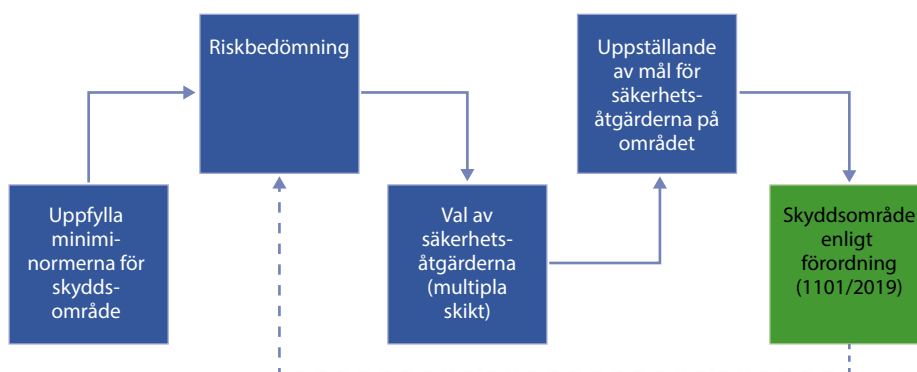 Uppfylla
minimi-
normerna för
skydds-
område
Riskbedömning
Val av
säkerhets-
åtgärderna
(multipla
skikt)
Uppställande
av mål för
säkerhets-
åtgärderna på
området
Skyddsområde
enligt
förordning
(1101/2019)